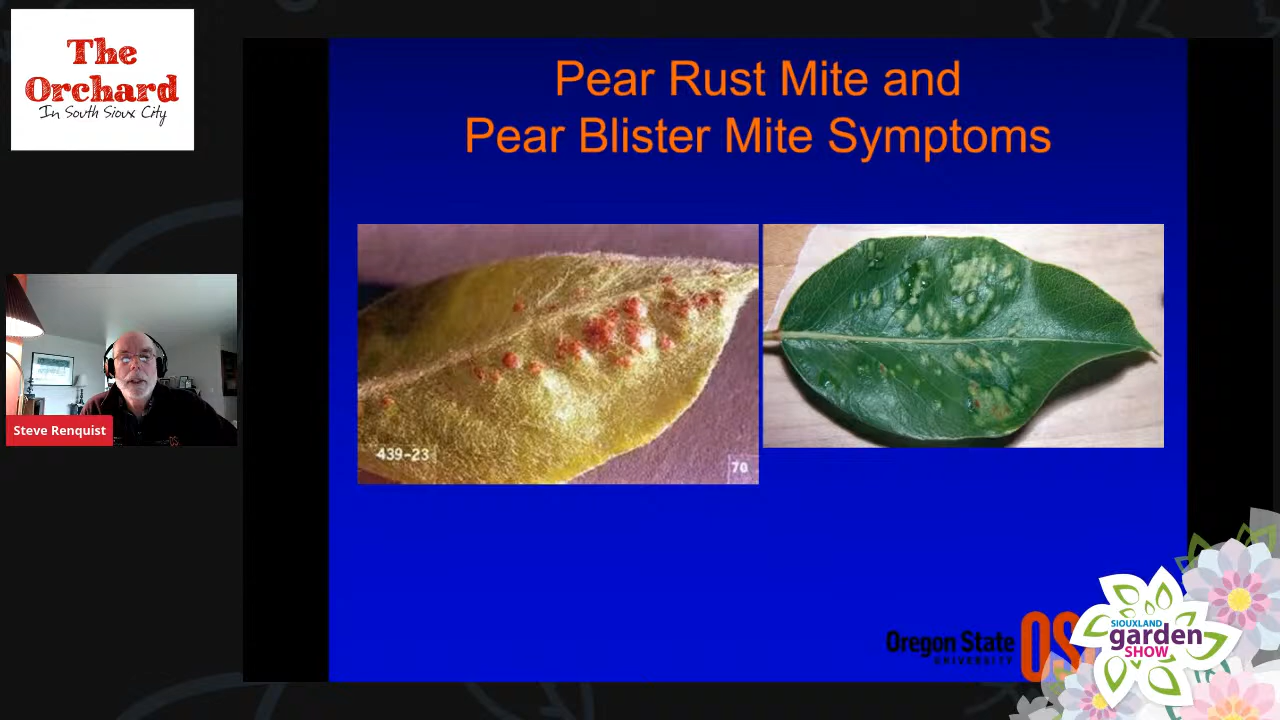 The
Orchard
In South Sioux City
Pear Rust Mite and
Pear Blister Mite Symptoms
439-23
70
Steve Renquist
Oregon State
UNIVERSITY
OS
SIOUXLAND
garden
SHOW